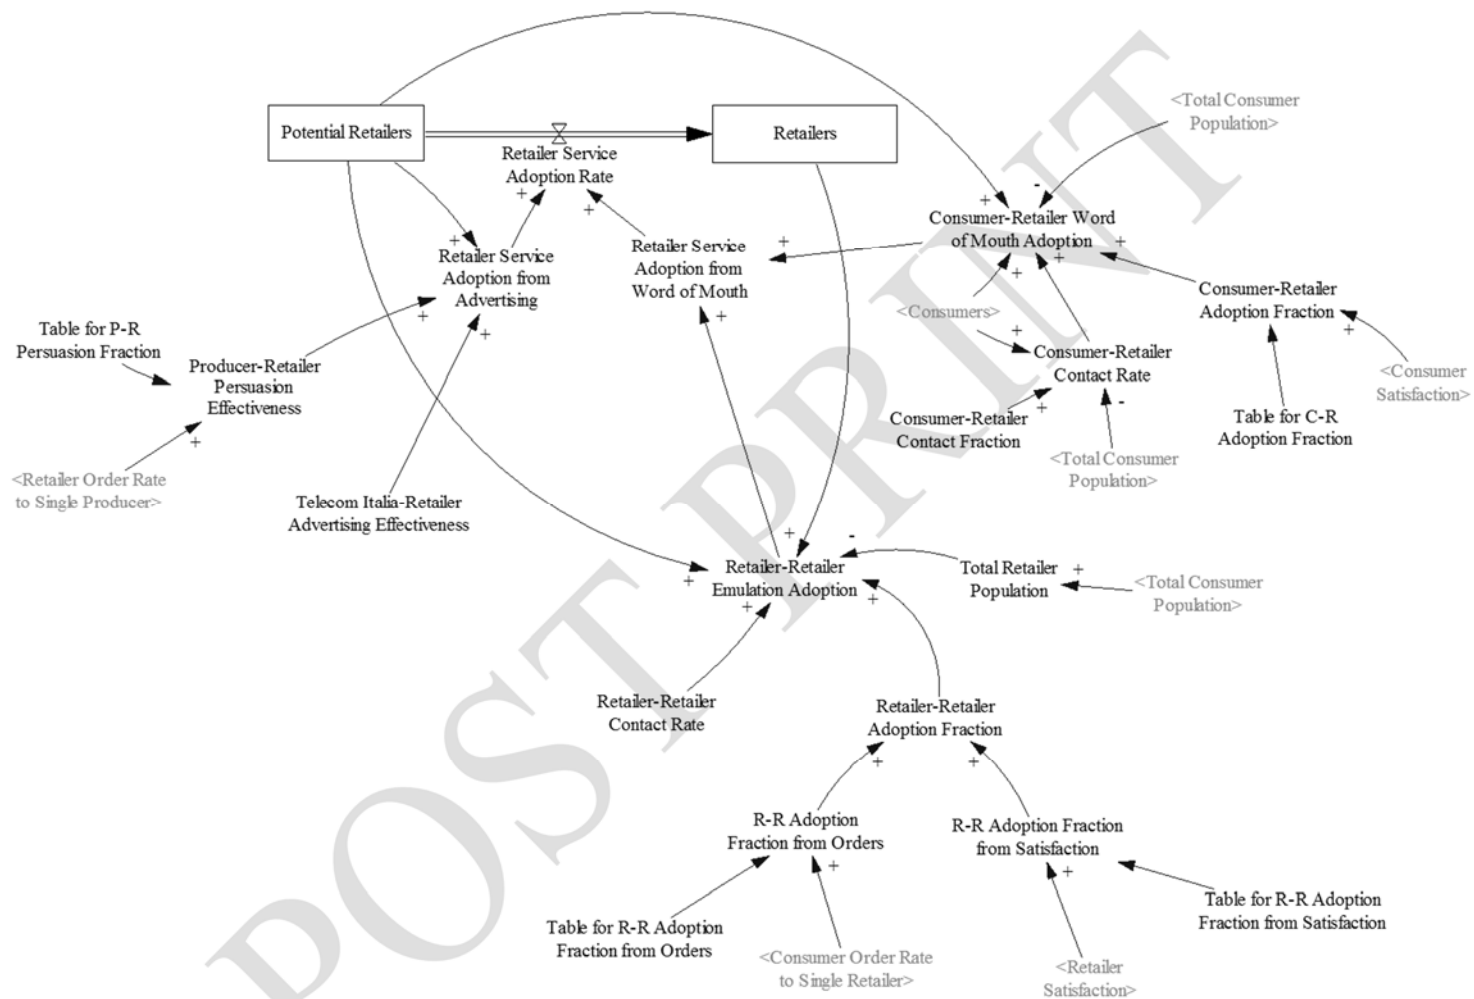 <Total Consumer
Population>
Potential Retailers
Retailers
Retailer Service
Adoption Rate
+
+
-
+
Consumer-Retailer Word
of Mouth Adoption
+
+
+
+
+
Retailer Service
Adoption from
Advertising
Retailer Service
Adoption from
Word of Mouth
<Consumers>
Consumer-Retailer
Adoption Fraction
+
+
+
+
+
Table for P-R
Persuasion Fraction
Producer-Retailer
Persuasion
Effectiveness
Consumer-Retailer
Contact Rate
<Consumer
Satisfaction>
+
-
+
Consumer-Retailer
Contact Fraction
Table for C-R
Adoption Fraction
<Retailer Order Rate
to Single Producer>
<Total Consumer
Population>
Telecom Italia-Retailer
Advertising Effectiveness
+
-
Retailer-Retailer
Emulation Adoption
+
+
+
Total Retailer
Population
+
<Total Consumer
Population>
Retailer-Retailer
Contact Rate
Retailer-Retailer
Adoption Fraction
+
+
R-R Adoption
Fraction from Orders
+
R-R Adoption Fraction
from Satisfaction
+
Table for R-R Adoption
Fraction from Orders
Table for R-R Adoption
Fraction from Satisfaction
<Consumer Order Rate
to Single Retailer>
<Retailer
Satisfaction>
POST PRINT